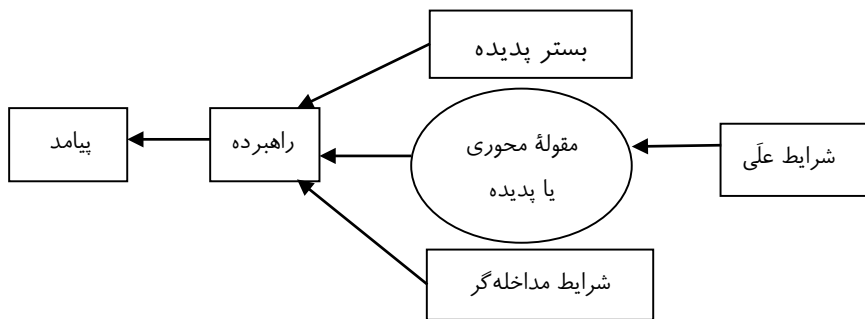 بستر پدیده
شرایط علَی
مقولهٔ محوری
یا پدیده
راهبرده
پیامد
شرایط مداخله‌گر